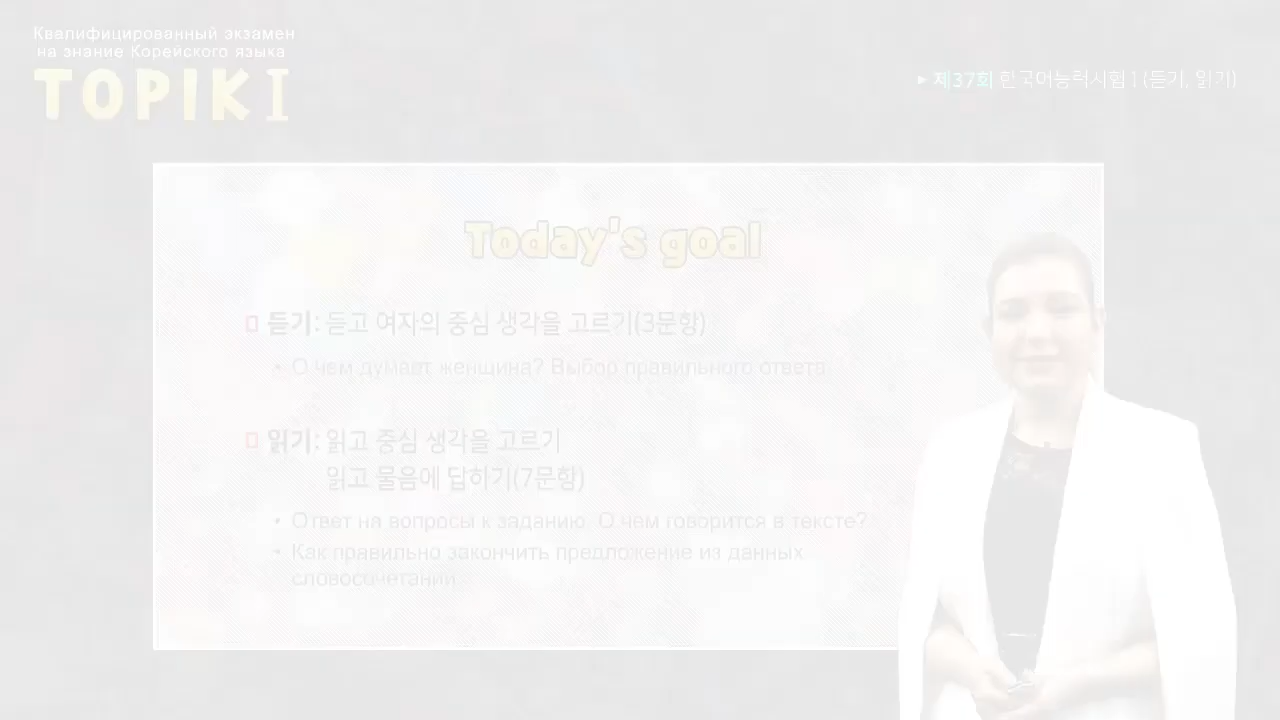 Квалифицированный экзамен
на знание Корейского языка
TOPIK I
▸ 제37회 한국어능력시험 I (듣기, 읽기)
Today's goal
듣기: 듣고 여자의 중심 생각을 고르기(3문항)
• О чем думает женщина? Выбор правильного ответа.
읽기: 읽고 중심 생각을 고르기
읽고 물음에 답하기(7문항)
• Ответ на вопросы к заданию: О чем говорится в тексте?
• Как правильно закончить предложение из данных
словосочетаний